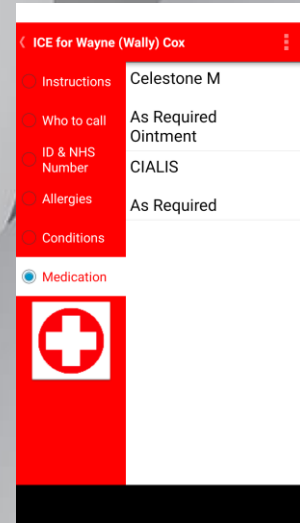 ICE for Wayne (Wally) Cox
Instructions
Who to call
ID & NHS
Number
Allergies
Conditions
Medication
Celestone M
As Required
Ointment
CIALIS
As Required